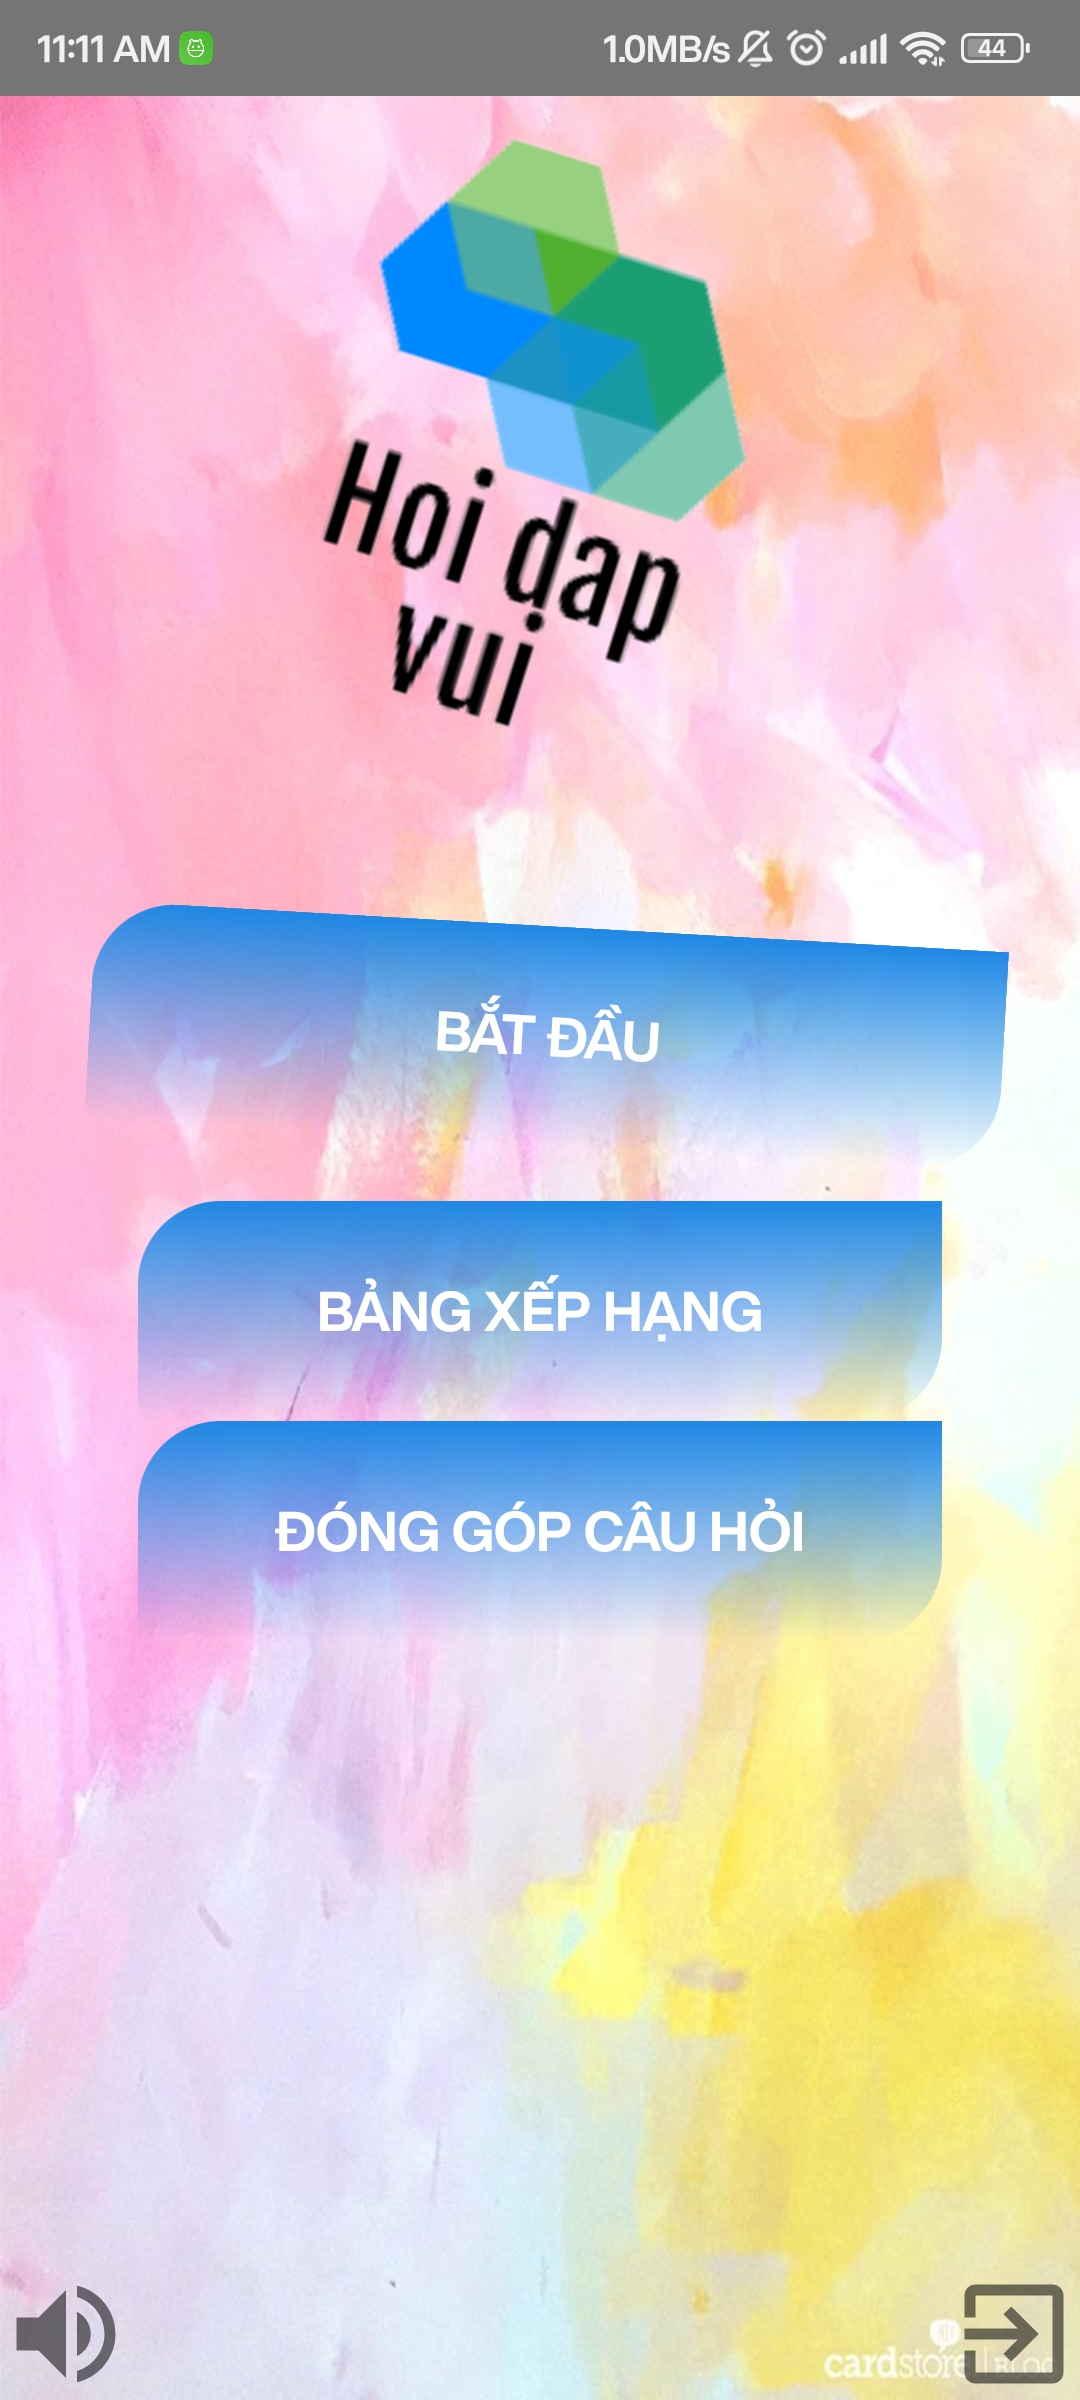 11:11 AM
1.0MB/s
44
Hoi dap
vui
BẮT ĐẦU
BẢNG XẾP HẠNG
ĐÓNG GÓP CÂU HỎI
cardstore BLOG